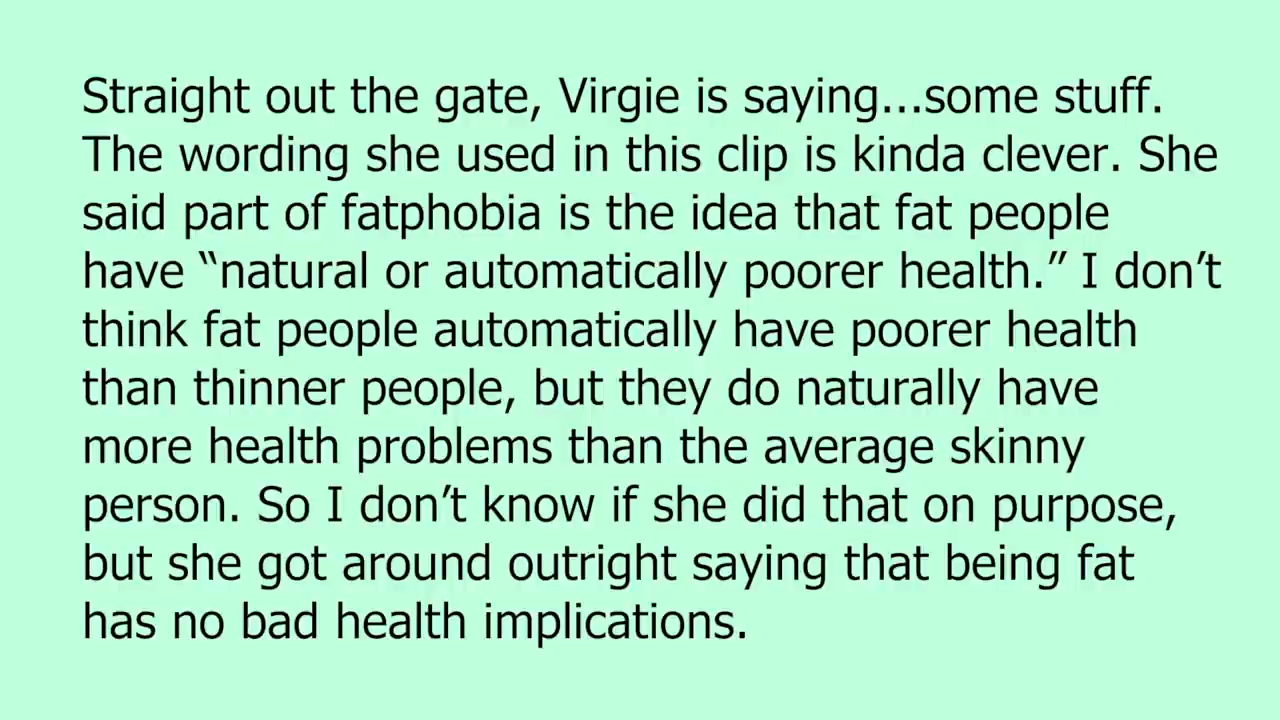 Straight out the gate, Virgie is saying...some stuff.
The wording she used in this clip is kinda clever. She
said part of fatphobia is the idea that fat people
have “natural or automatically poorer health.” I don’t
think fat people automatically have poorer health
than thinner people, but they do naturally have
more health problems than the average skinny
person. So I don’t know if she did that on purpose,
but she got around outright saying that being fat
has no bad health implications.